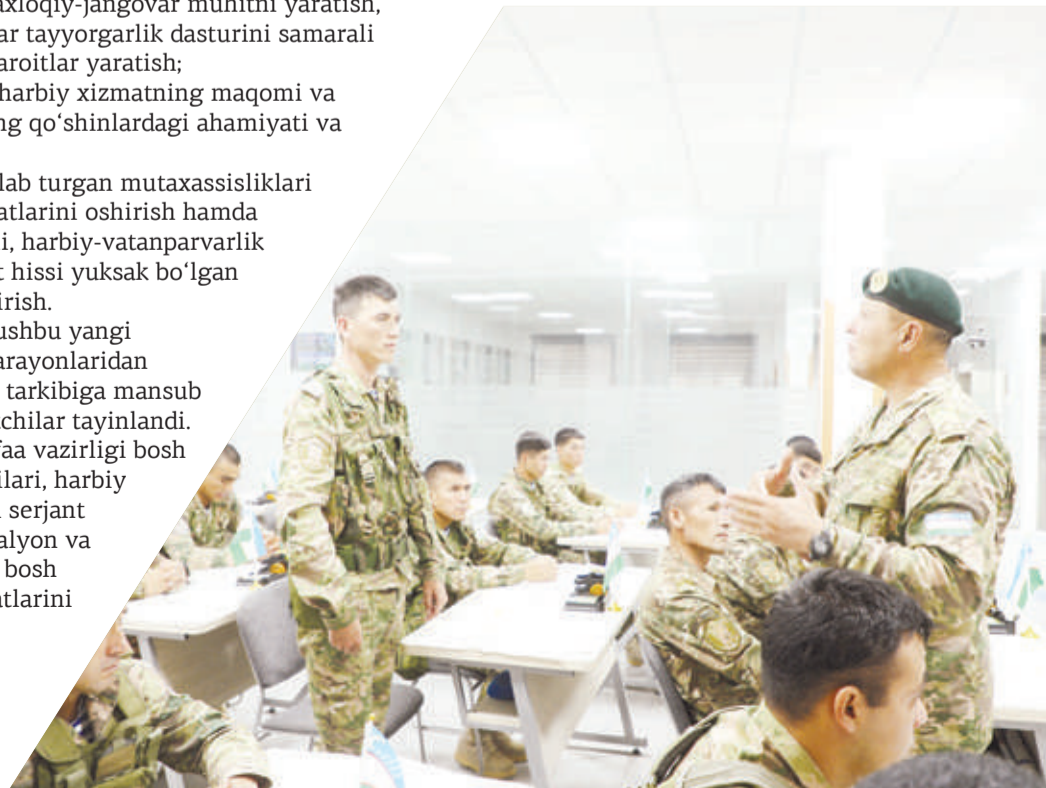 axloqiy-jangovar muhitni yaratish,
ar tayyorgarlik dasturini samarali
aroitlar yaratish;
harbiy xizmatning maqomi va
ng qo‘shinlardagi ahamiyati va
lab turgan mutaxassisliklari
atlarini oshirish hamda
i, harbiy-vatanparvarlik
t hissi yuksak bo‘lgan
irish.
ushbu yangi
arayonlaridan
tarkibiga mansub
tchilar tayinlandi.
faa vazirligi bosh
ilari, harbiy
serjant
alyon va
bosh
atlarini